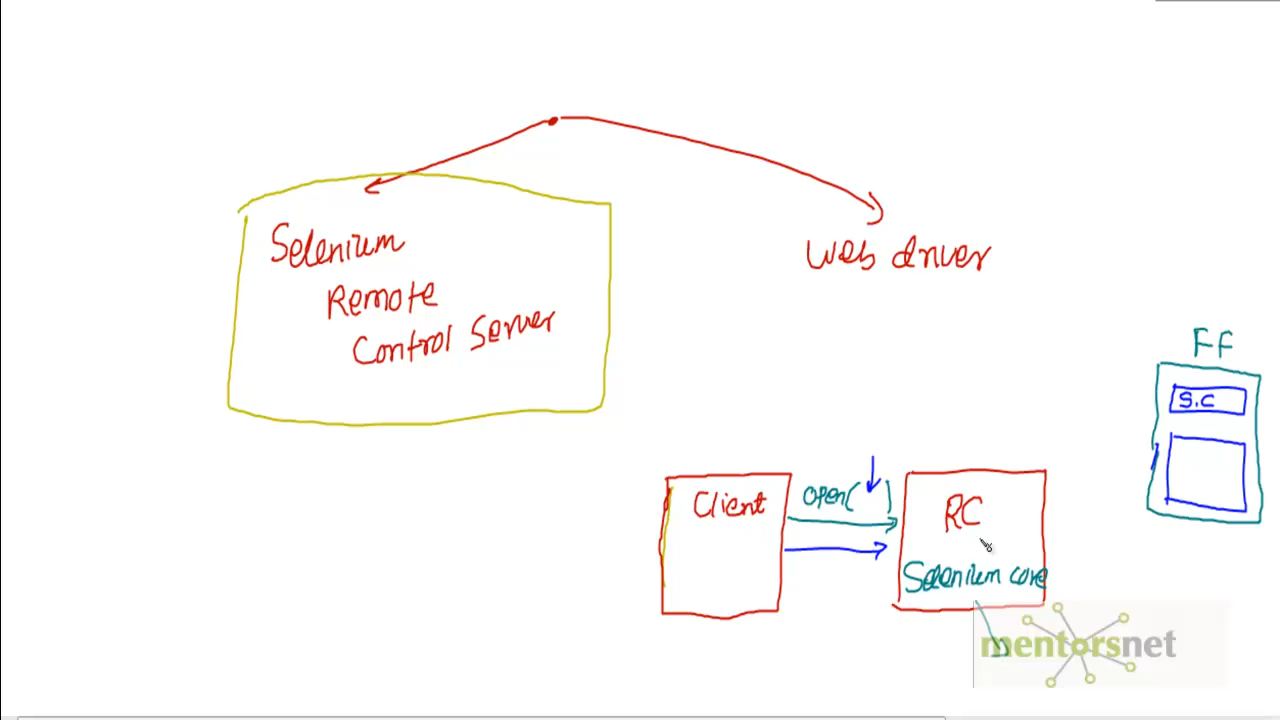 Selenium
Remote
Control Server
Web driver
FF
S.C
Client
open( )
RC
Selenium core
mentorsnet